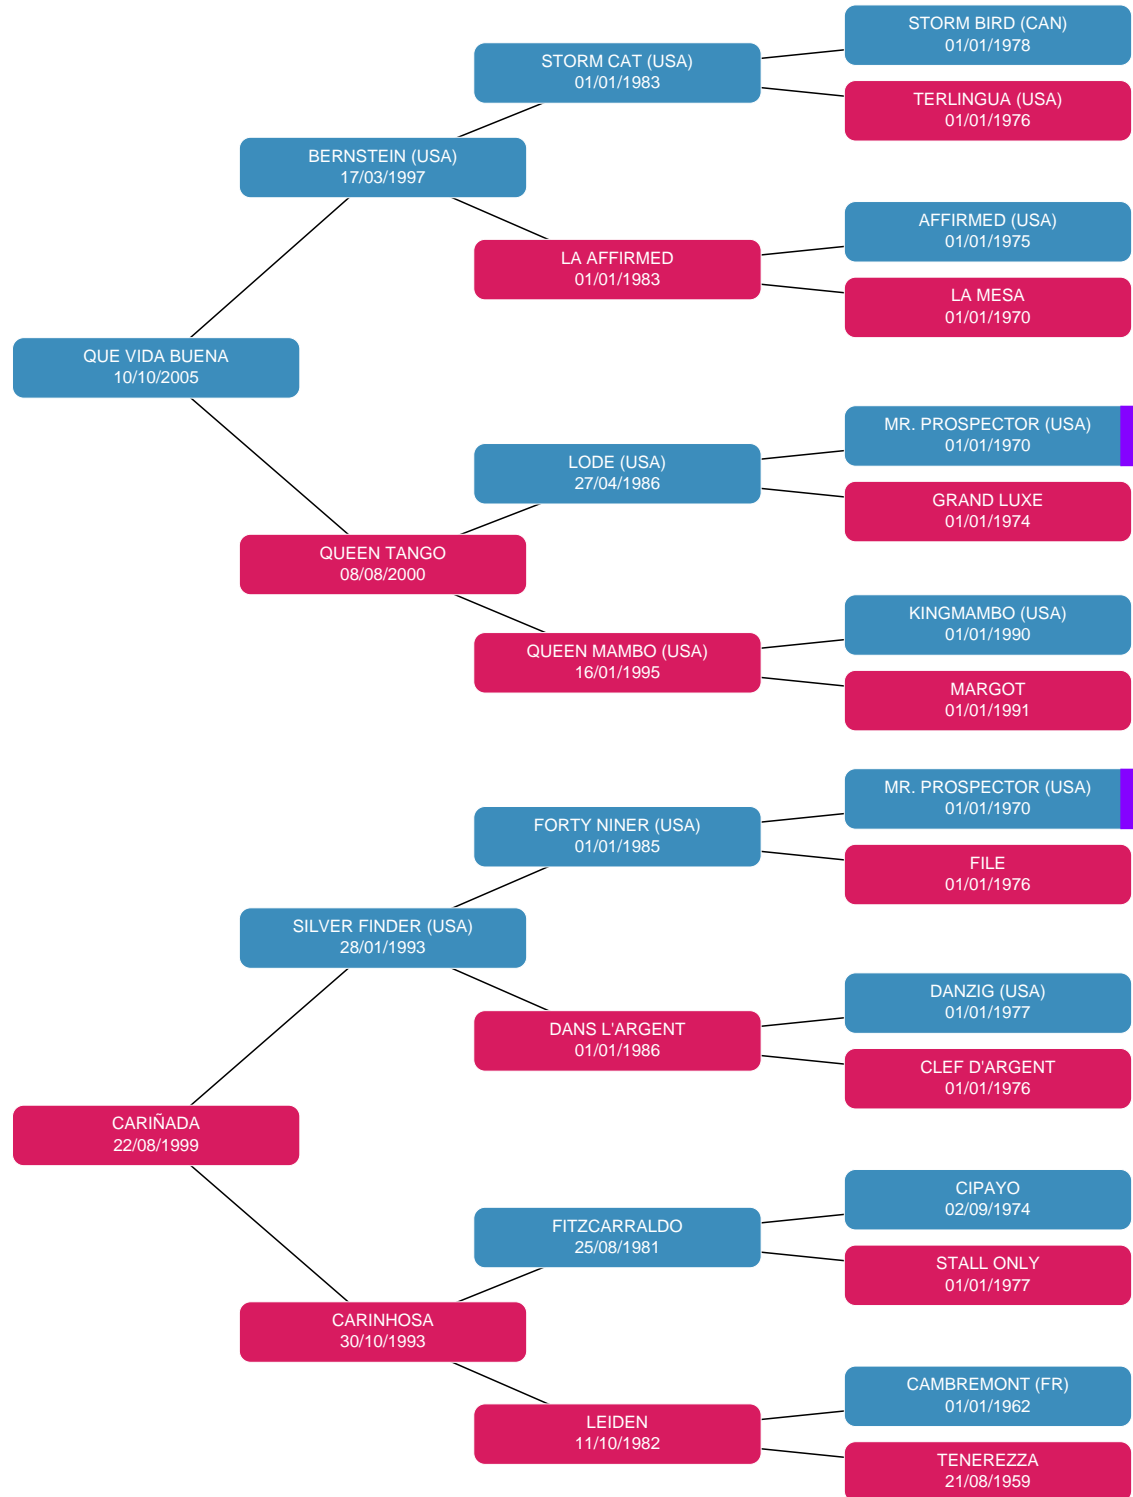 STORM BIRD (CAN)
01/01/1978
STORM CAT (USA)
01/01/1983
TERLINGUA (USA)
01/01/1976
BERNSTEIN (USA)
17/03/1997
AFFIRMED (USA)
01/01/1975
LA AFFIRMED
01/01/1983
LA MESA
01/01/1970
QUE VIDA BUENA
10/10/2005
MR. PROSPECTOR (USA)
01/01/1970
LODE (USA)
27/04/1986
GRAND LUXE
01/01/1974
QUEEN TANGO
08/08/2000
KINGMAMBO (USA)
01/01/1990
QUEEN MAMBO (USA)
16/01/1995
MARGOT
01/01/1991
MR. PROSPECTOR (USA)
01/01/1970
FORTY NINER (USA)
01/01/1985
FILE
01/01/1976
SILVER FINDER (USA)
28/01/1993
DANZIG (USA)
01/01/1977
DANS L'ARGENT
01/01/1986
CLEF D'ARGENT
01/01/1976
CARIÑADA
22/08/1999
CIPAYO
02/09/1974
FITZCARRALDO
25/08/1981
STALL ONLY
01/01/1977
CARINHOSA
30/10/1993
CAMBREMONT (FR)
01/01/1962
LEIDEN
11/10/1982
TENEREZZA
21/08/1959